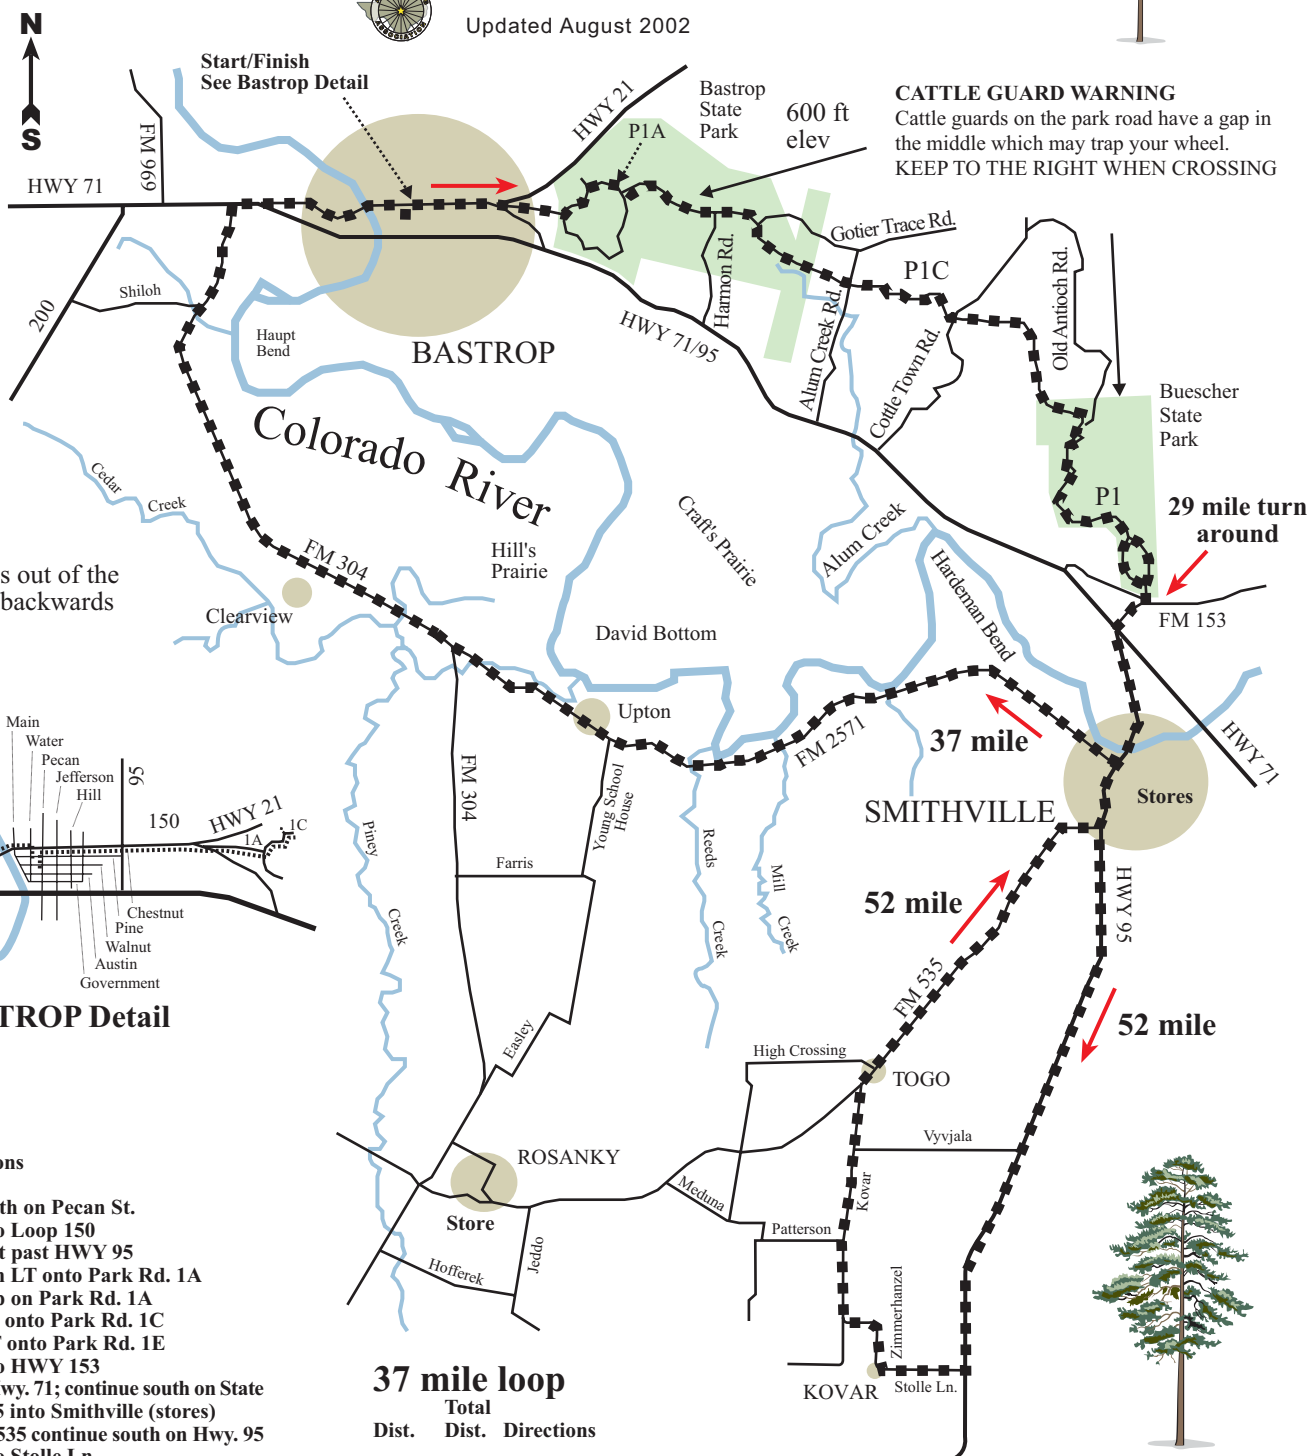 ASSOCIATION
Updated August 2002
N
S
Start/Finish
See Bastrop Detail
HWY 21
Bastrop
State
Park
P1A
600 ft
elev
CATTLE GUARD WARNING
Cattle guards on the park road have a gap in
the middle which may trap your wheel.
KEEP TO THE RIGHT WHEN CROSSING
FM 969
HWY 71
200
Shiloh
Haupt
Bend
BASTROP
HWY 71/95
Harmon Rd.
Gotier Trace Rd.
P1C
Alum Creek Rd.
Cottle Town Rd.
Old Antioch Rd.
Buescher
State
Park
P1
29 mile turn
around
FM 153
Colorado River
Cedar
Creek
FM 304
Hill's
Prairie
Craft's Prairie
Alum Creek
Hardeman Bend
s out of the
backwards
Clearview
David Bottom
Upton
FM 2571
37 mile
HWY 71
Stores
SMITHVILLE
Main
Water
Pecan
Jefferson
Hill
95
150
HWY 21
1A
1C
Chestnut
Pine
Walnut
Austin
Government
TROP Detail
FM 304
Young School
House
Farris
Piney
Creek
Reeds
Creek
Mill
Creek
52 mile
HWY 95
FM 535
52 mile
Easley
High Crossing
TOGO
Vyvjala
Kovar
ROSANKY
Store
Meduna
Patterson
Jeddo
Hofferek
Zimmerhanzel
KOVAR
Stolle Ln.
ons
th on Pecan St.
o Loop 150
t past HWY 95
n LT onto Park Rd. 1A
p on Park Rd. 1A
onto Park Rd. 1C
T onto Park Rd. 1E
o HWY 153
wy. 71; continue south on State
5 into Smithville (stores)
535 continue south on Hwy. 95
o Stolle Ln.
37 mile loop
Total
Dist. Dist. Directions